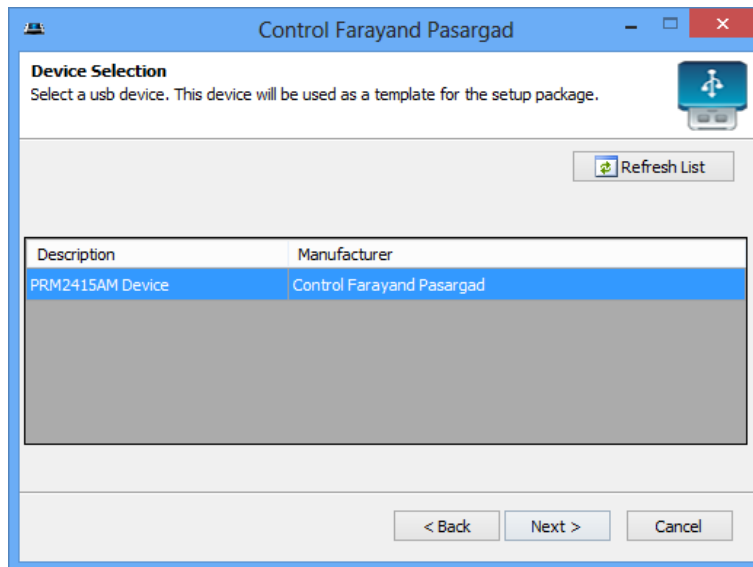 Control Farayand Pasargad
Device Selection
Select a usb device. This device will be used as a template for the setup package.
Refresh List
Description Manufacturer
PRM2415AM Device Control Farayand Pasargad
< Back Next > Cancel